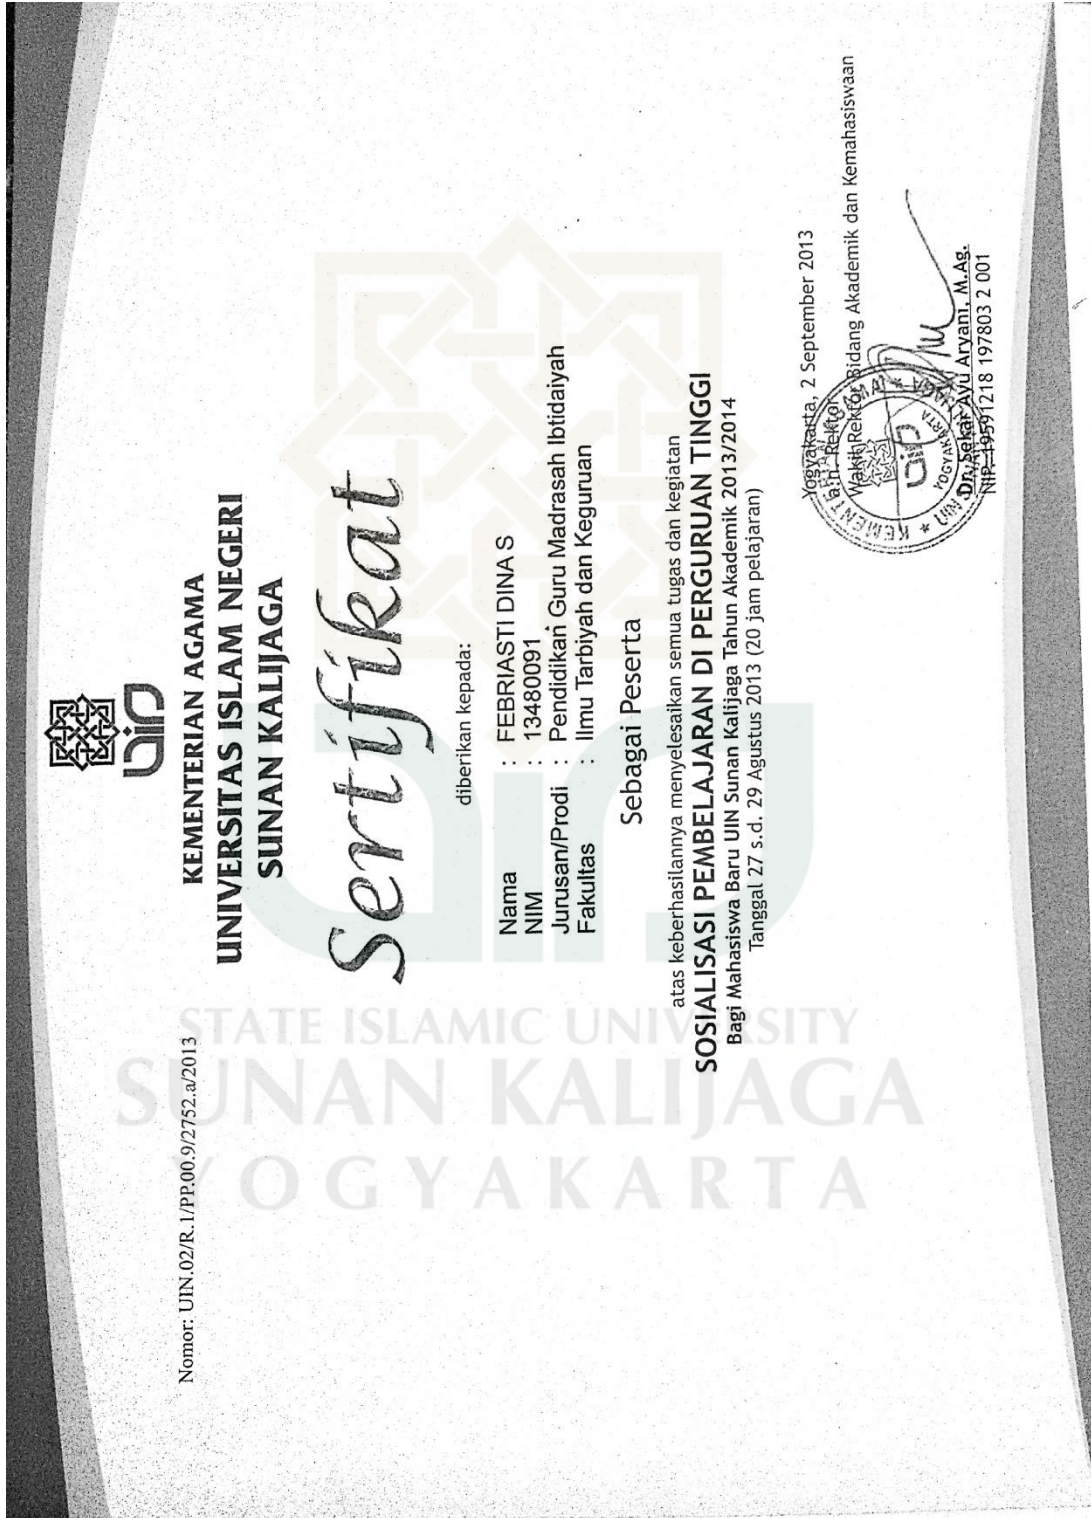 Nomor: UIN.02/R.1/PP.00.9/2752.a/2013
uin
KEMENTERIAN AGAMA
UNIVERSITAS ISLAM NEGERI
SUNAN KALIJAGA
Sertifikat
diberikan kepada:
Nama : FEBRIASTI DINA S
NIM : 13480091
Jurusan/Prodi : Pendidikan Guru Madrasah Ibtidaiyah
Fakultas : Ilmu Tarbiyah dan Keguruan
Sebagai Peserta
atas keberhasilannya menyelesaikan semua tugas dan kegiatan
SOSIALISASI PEMBELAJARAN DI PERGURUAN TINGGI
Bagi Mahasiswa Baru UIN Sunan Kalijaga Tahun Akademik 2013/2014
Tanggal 27 s.d. 29 Agustus 2013 (20 jam pelajaran)
Yogyakarta, 2 September 2013
a.n. Rektor
Wakil Rektor Bidang Akademik dan Kemahasiswaan
Dr. Sekar Ayu Aryani, M.Ag.
NIP. 19591218 197803 2 001
uin
YOGYAKARTA
STATE ISLAMIC UNIVERSITY
SUNAN KALIJAGA
YOGYAKARTA